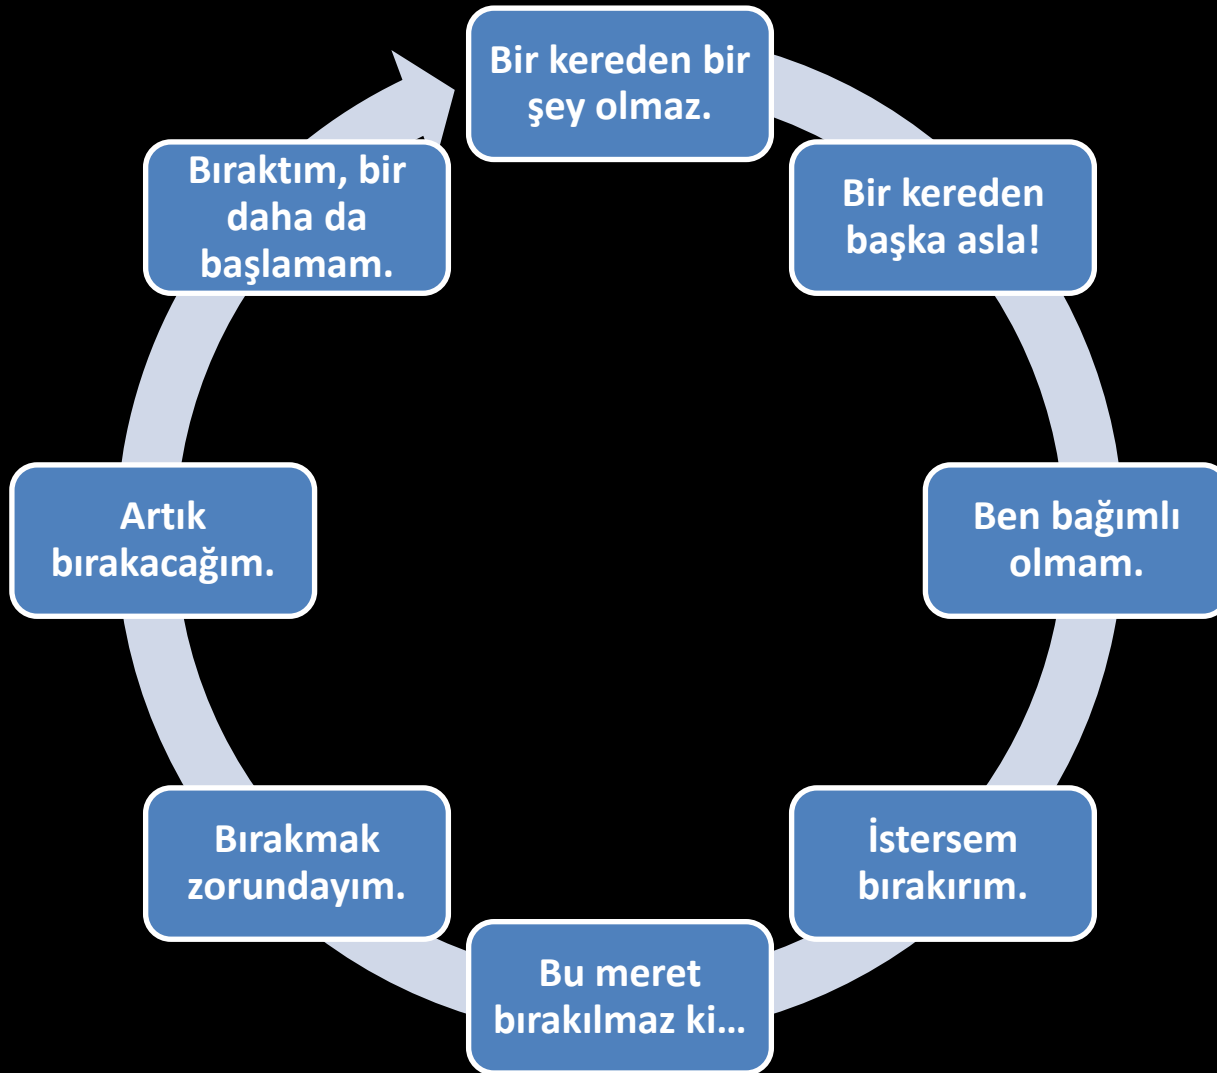 Bir kereden bir
şey olmaz.
Bir kereden
başka asla!
Ben bağımlı
olmam.
İstersem
bırakırım.
Bu meret
bırakılmaz ki...
Bırakmak
zorundayım.
Artık
bırakacağım.
Bıraktım, bir
daha da
başlamam.